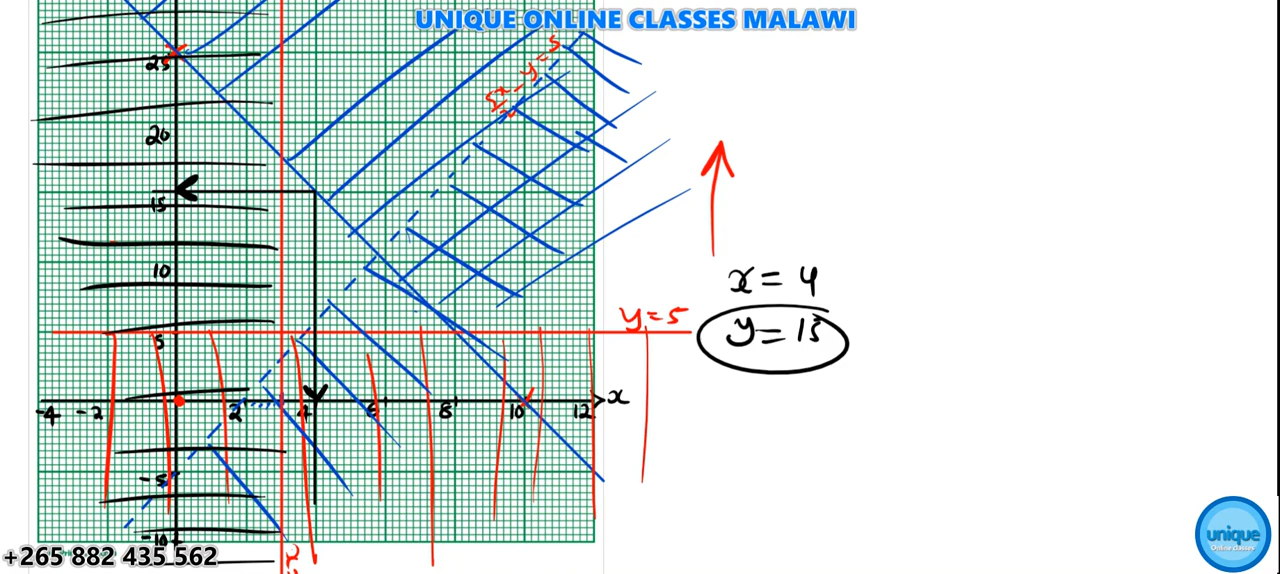 UNIQUE ONLINE CLASSES MALAWI
25
20
15
10
5
-4 -2 2 4 6 8 10 12 x
-5
-10
y = 5
x = 4
y = 15
+265 882 435 562
unique
Online classes